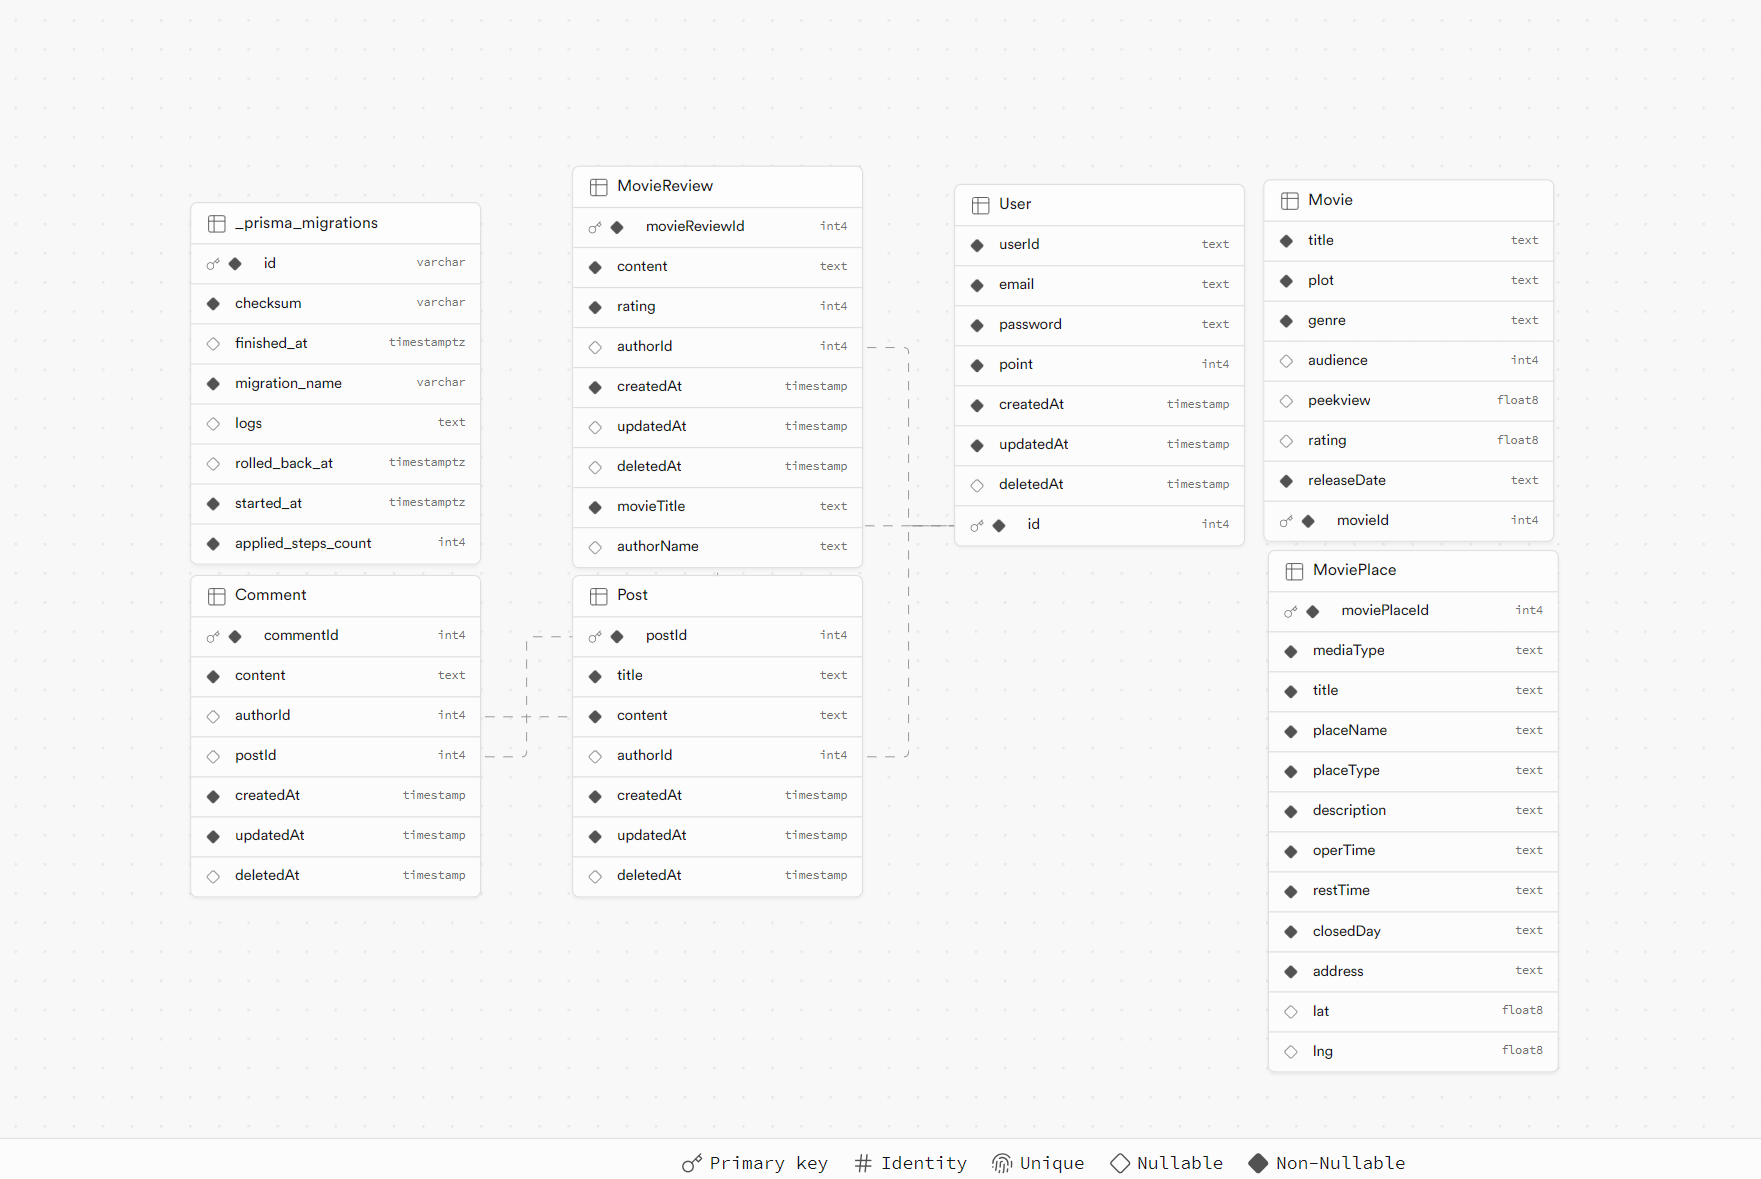 _prisma_migrations
id varchar
checksum varchar
finished_at timestamptz
migration_name varchar
logs text
rolled_back_at timestamptz
started_at timestamptz
applied_steps_count int4
Comment
commentId int4
content text
authorId int4
postId int4
createdAt timestamp
updatedAt timestamp
deletedAt timestamp
MovieReview
movieReviewId int4
content text
rating int4
authorId int4
createdAt timestamp
updatedAt timestamp
deletedAt timestamp
movieTitle text
authorName text
Post
postId int4
title text
content text
authorId int4
createdAt timestamp
updatedAt timestamp
deletedAt timestamp
User
userId text
email text
password text
point int4
createdAt timestamp
updatedAt timestamp
deletedAt timestamp
id int4
Movie
title text
plot text
genre text
audience int4
peekview float8
rating float8
releaseDate text
movieId int4
MoviePlace
moviePlaceId int4
mediaType text
title text
placeName text
placeType text
description text
operTime text
restTime text
closedDay text
address text
lat float8
lng float8
Primary key Identity Unique Nullable Non-Nullable